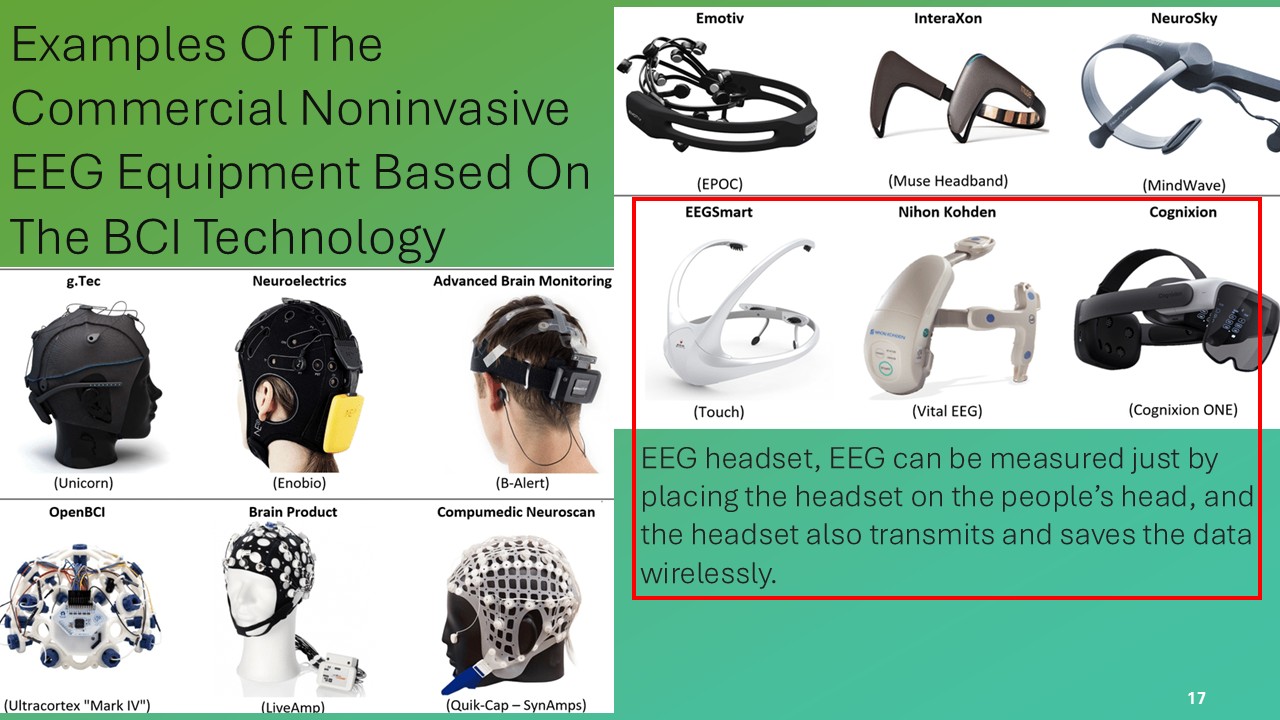 Examples Of The
Commercial Noninvasive
EEG Equipment Based On
The BCI Technology
Emotiv
InteraXon
NeuroSky
(EPOC)
(Muse Headband)
(MindWave)
EEGSmart
Nihon Kohden
Cognixion
(Touch)
(Vital EEG)
(Cognixion ONE)
g.Tec
Neuroelectrics
Advanced Brain Monitoring
(Unicorn)
(Enobio)
(B-Alert)
OpenBCI
Brain Product
Compumedic Neuroscan
(Ultracortex "Mark IV")
(LiveAmp)
(Quik-Cap – SynAmps)
EEG headset, EEG can be measured just by
placing the headset on the people’s head, and
the headset also transmits and saves the data
wirelessly.
17